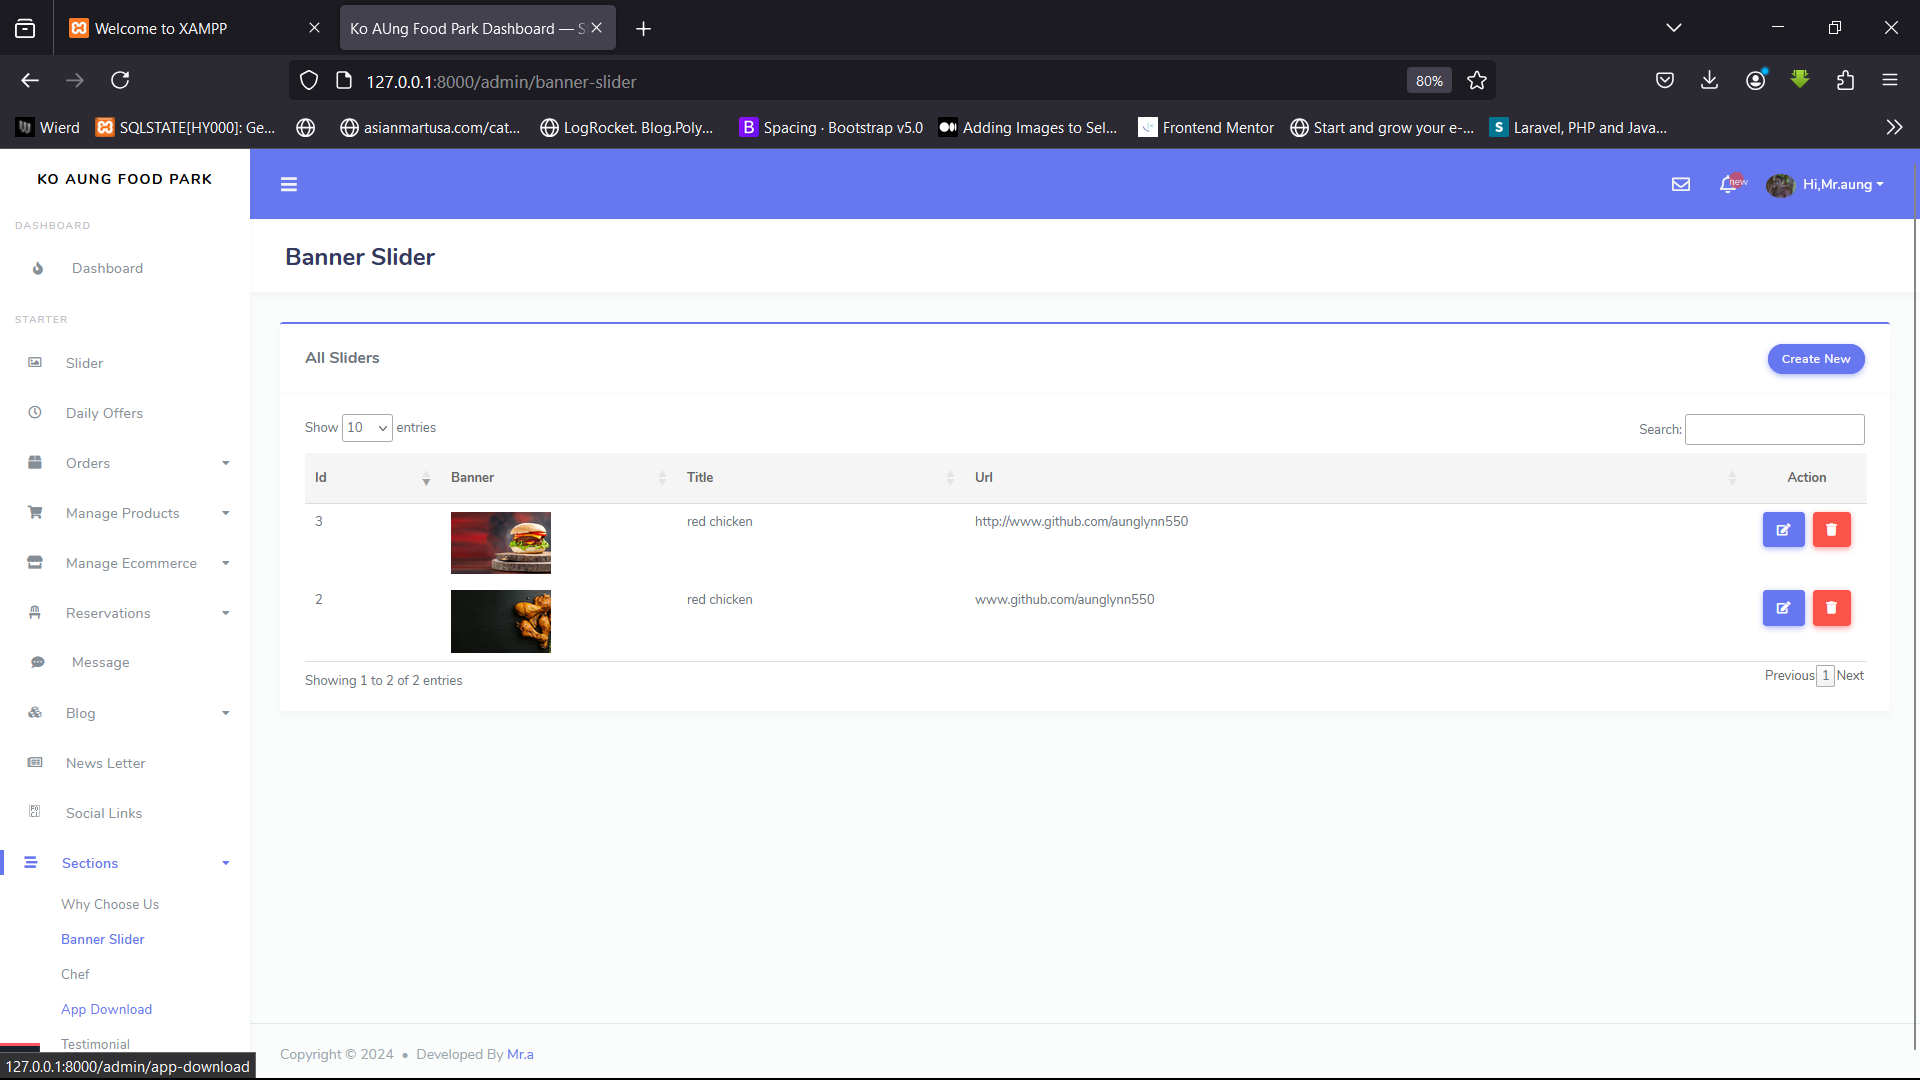 Welcome to XAMPP
Ko AUng Food Park Dashboard — S
127.0.0.1:8000/admin/banner-slider
80%
Wierd
SQLSTATE[HY000]: Ge...
asianmartusa.com/cat...
LogRocket. Blog.Poly...
B
Spacing · Bootstrap v5.0
Adding Images to Sel...
Frontend Mentor
Start and grow your e-...
S
Laravel, PHP and Java...
KO AUNG FOOD PARK
new
Hi,Mr.aung
DASHBOARD
Dashboard
STARTER
Slider
Daily Offers
Orders
Manage Products
Manage Ecommerce
Reservations
Message
Blog
News Letter
Social Links
Sections
Why Choose Us
Banner Slider
Chef
App Download
Testimonial
127.0.0.1:8000/admin/app-download
Banner Slider
All Sliders
Create New
Show 10 entries
Search:
Id Banner Title Url Action
3 red chicken http://www.github.com/aunglynn550
2 red chicken www.github.com/aunglynn550
Showing 1 to 2 of 2 entries
Previous 1 Next
Copyright © 2024 • Developed By Mr.a